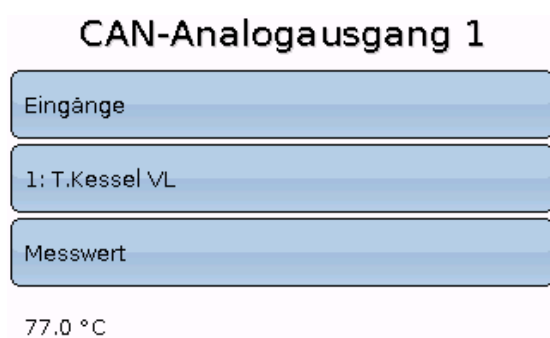 CAN-Analogausgang 1
Eingänge
1: T.Kessel VL
Messwert
77.0 °C